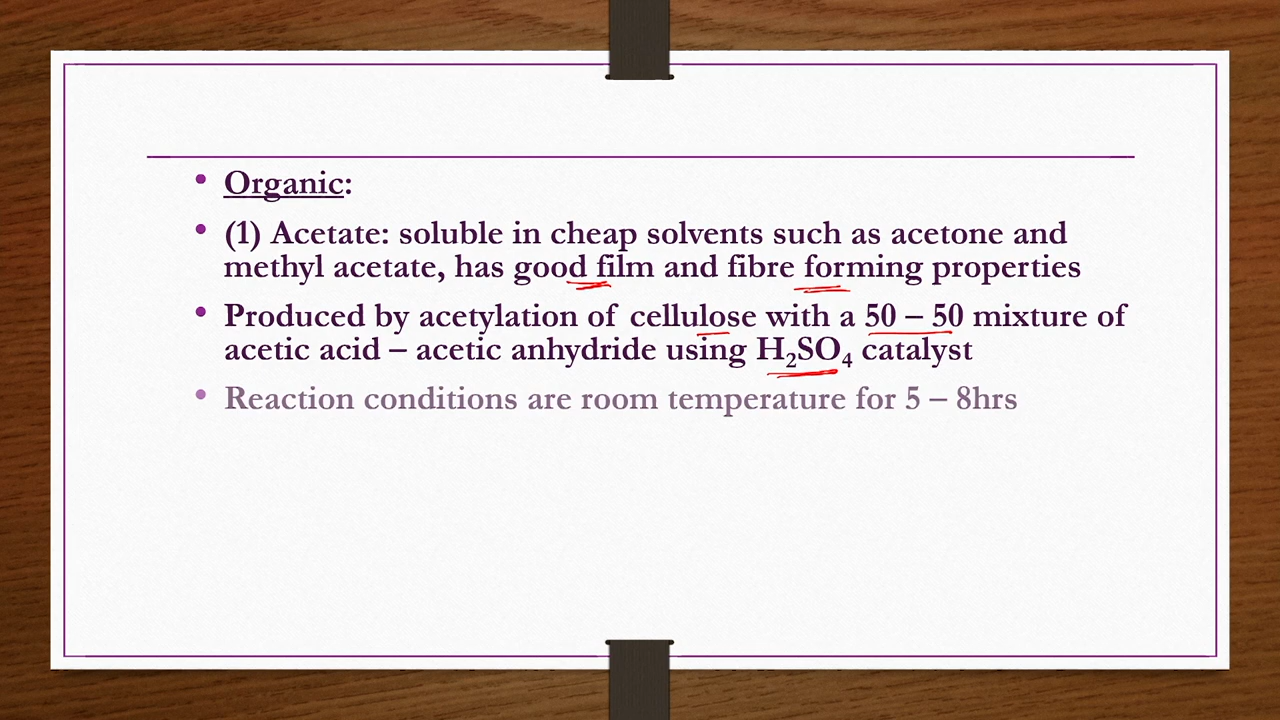 • Organic:
• (1) Acetate: soluble in cheap solvents such as acetone and
methyl acetate, has good film and fibre forming properties
• Produced by acetylation of cellulose with a 50 – 50 mixture of
acetic acid – acetic anhydride using H₂SO₄ catalyst
• Reaction conditions are room temperature for 5 – 8hrs